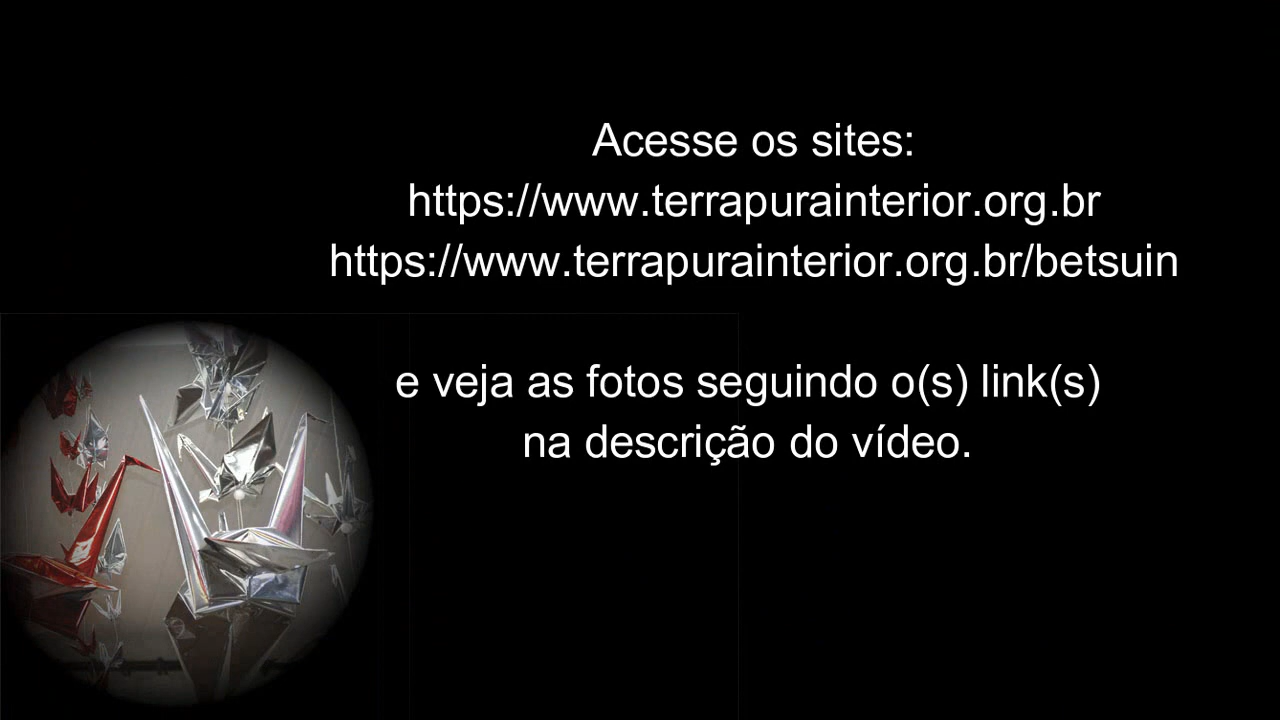 Acesse os sites:
https://www.terrapurainterior.org.br
https://www.terrapurainterior.org.br/betsuin
e veja as fotos seguindo o(s) link(s)
na descrição do vídeo.